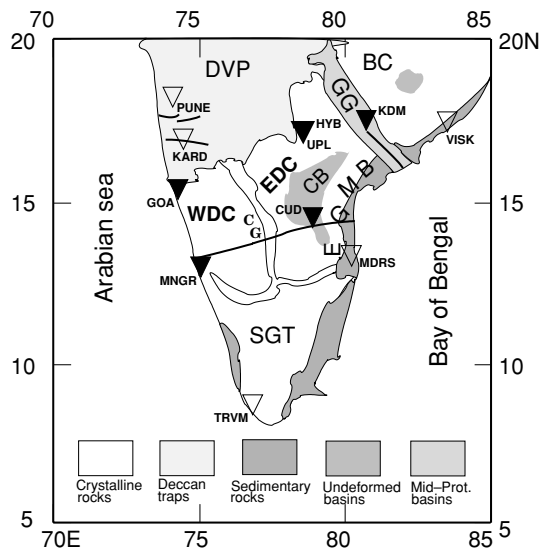 70 75 80 85
20 20N
DVP
BC
GG
PUNE
KDM
HYB
UPL
VISK
KARD
EDC
CB
E G M B
GOA
WDC
C
G
CUD
15 15
Arabian sea
Bay of Bengal
MDRS
MNGR
SGT
10 10
TRVM
Crystalline
rocks
Deccan
traps
Sedimentary
rocks
Undeformed
basins
Mid–Prot.
basins
5 5
70E 75 80 85